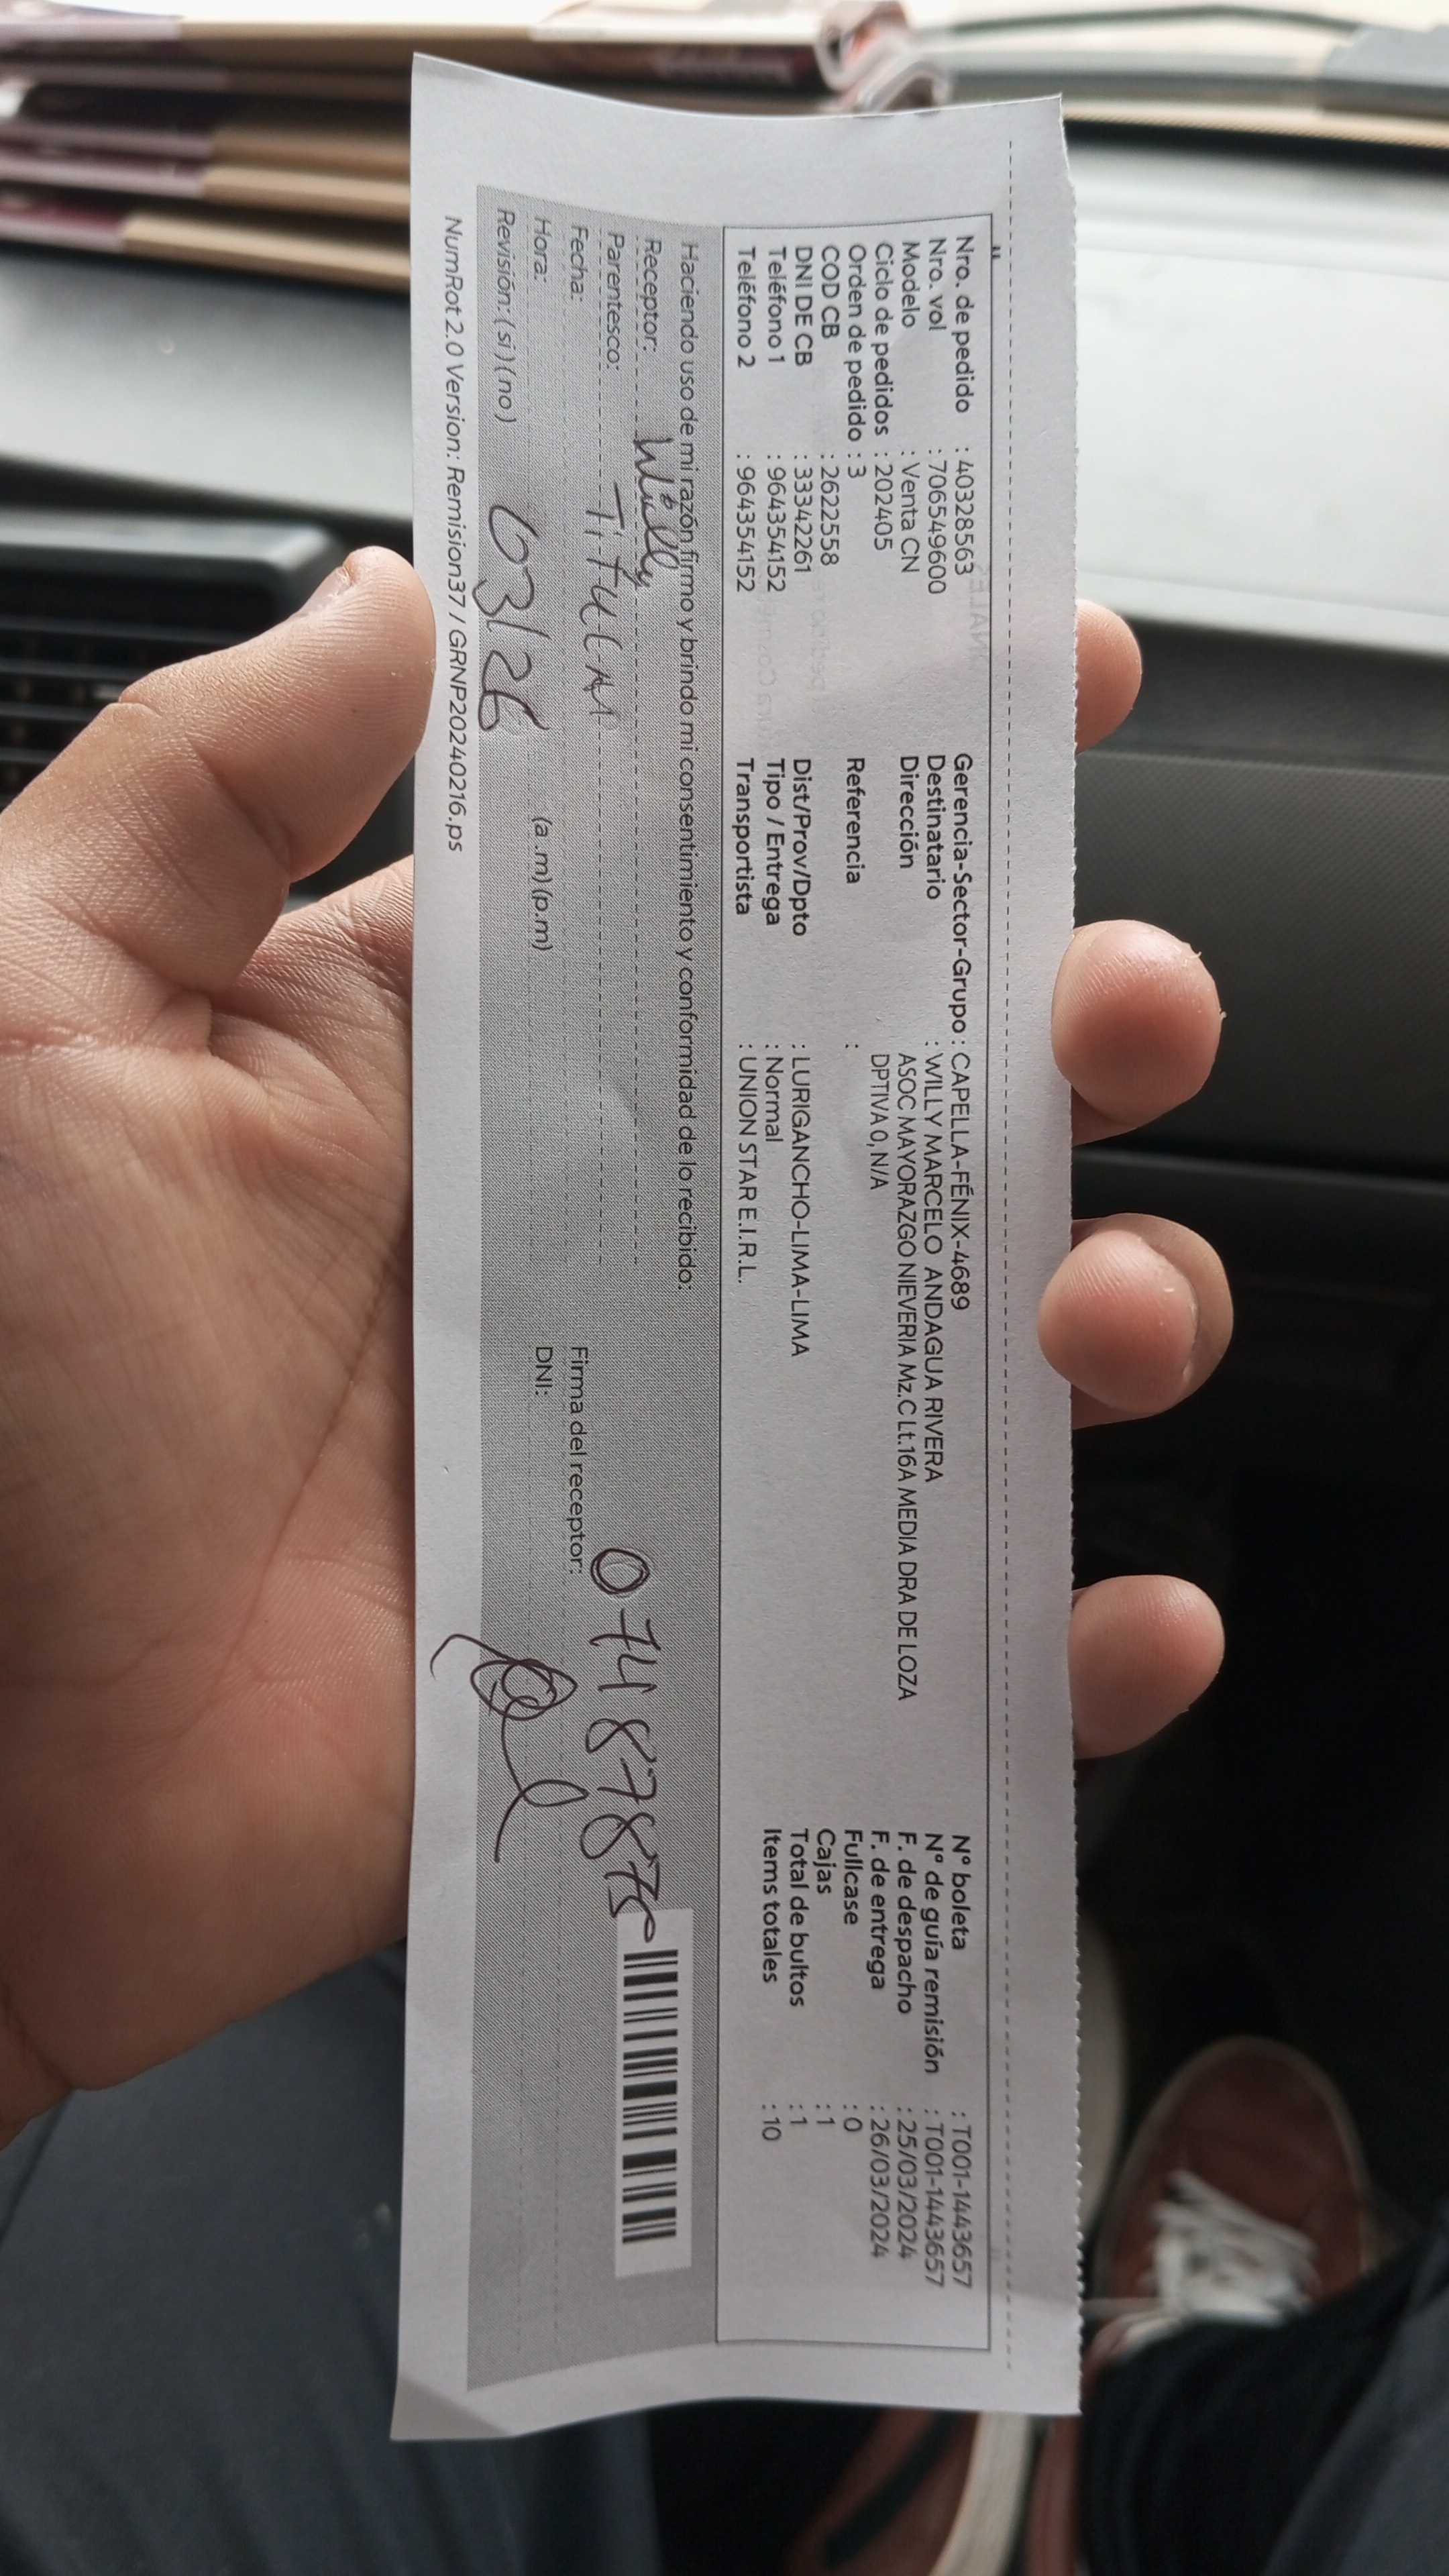 Nro. de pedido : 40328563
Nro. vol : 706549600
Modelo : Venta CN
Ciclo de pedidos : 202405
Orden de pedido : 3
COD CB : 2622558
DNI DE CB : 33342261
Teléfono 1 : 964354152
Teléfono 2 : 964354152
Gerencia-Sector-Grupo : CAPELLA-FÉNIX-4689
Destinatario : WILLY MARCELO ANDAGUA RIVERA
Dirección ASOC MAYORAZGO NIEVERIA Mz.C Lt.16A MEDIA DRA DE LOZA
DPTIVA 0, N/A
Referencia :
Dist/Prov/Dpto : LURIGANCHO-LIMA-LIMA
Tipo / Entrega : Normal
Transportista : UNION STAR E.I.R.L.
N° boleta : T001-1443657
N° de guía remisión : T001-1443657
F. de despacho : 25/03/2024
F. de entrega : 26/03/2024
Fullcase : 0
Cajas : 1
Total de bultos : 1
Items totales : 10
Haciendo uso de mi razón firmo y brindo mi consentimiento y conformidad de lo recibido:
Receptor: Willy
Parentesco: TiTULAR
Fecha:
Hora: (a .m) (p.m)
Revisión: ( si ) ( no ) 03/26
Firma del receptor:
DNI:
NumRot 2.0 Version: Remision37 / GRNP20240216.ps